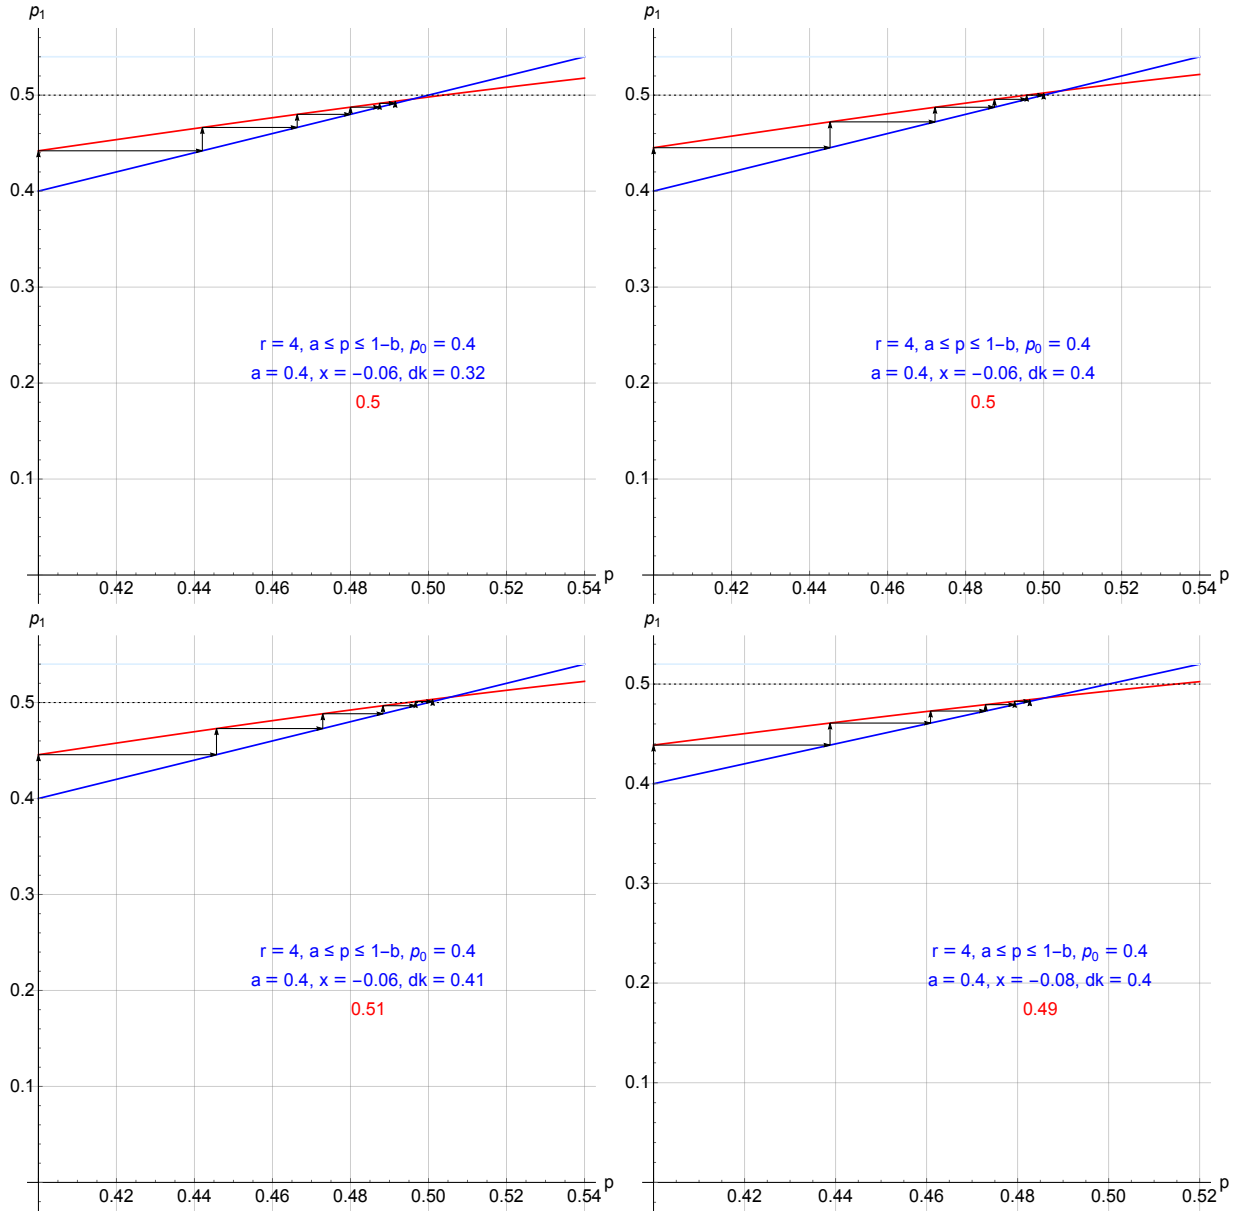 p₁
0.5
0.4
0.3
0.2
0.1
r = 4, a ≤ p ≤ 1−b, p₀ = 0.4
a = 0.4, x = −0.06, dk = 0.32
0.5
0.42 0.44 0.46 0.48 0.50 0.52 0.54 p
p₁
0.5
0.4
0.3
0.2
0.1
r = 4, a ≤ p ≤ 1−b, p₀ = 0.4
a = 0.4, x = −0.06, dk = 0.4
0.5
0.42 0.44 0.46 0.48 0.50 0.52 0.54 p
p₁
0.5
0.4
0.3
0.2
0.1
r = 4, a ≤ p ≤ 1−b, p₀ = 0.4
a = 0.4, x = −0.06, dk = 0.41
0.51
0.42 0.44 0.46 0.48 0.50 0.52 0.54 p
p₁
0.5
0.4
0.3
0.2
0.1
r = 4, a ≤ p ≤ 1−b, p₀ = 0.4
a = 0.4, x = −0.08, dk = 0.4
0.49
0.42 0.44 0.46 0.48 0.50 0.52 p